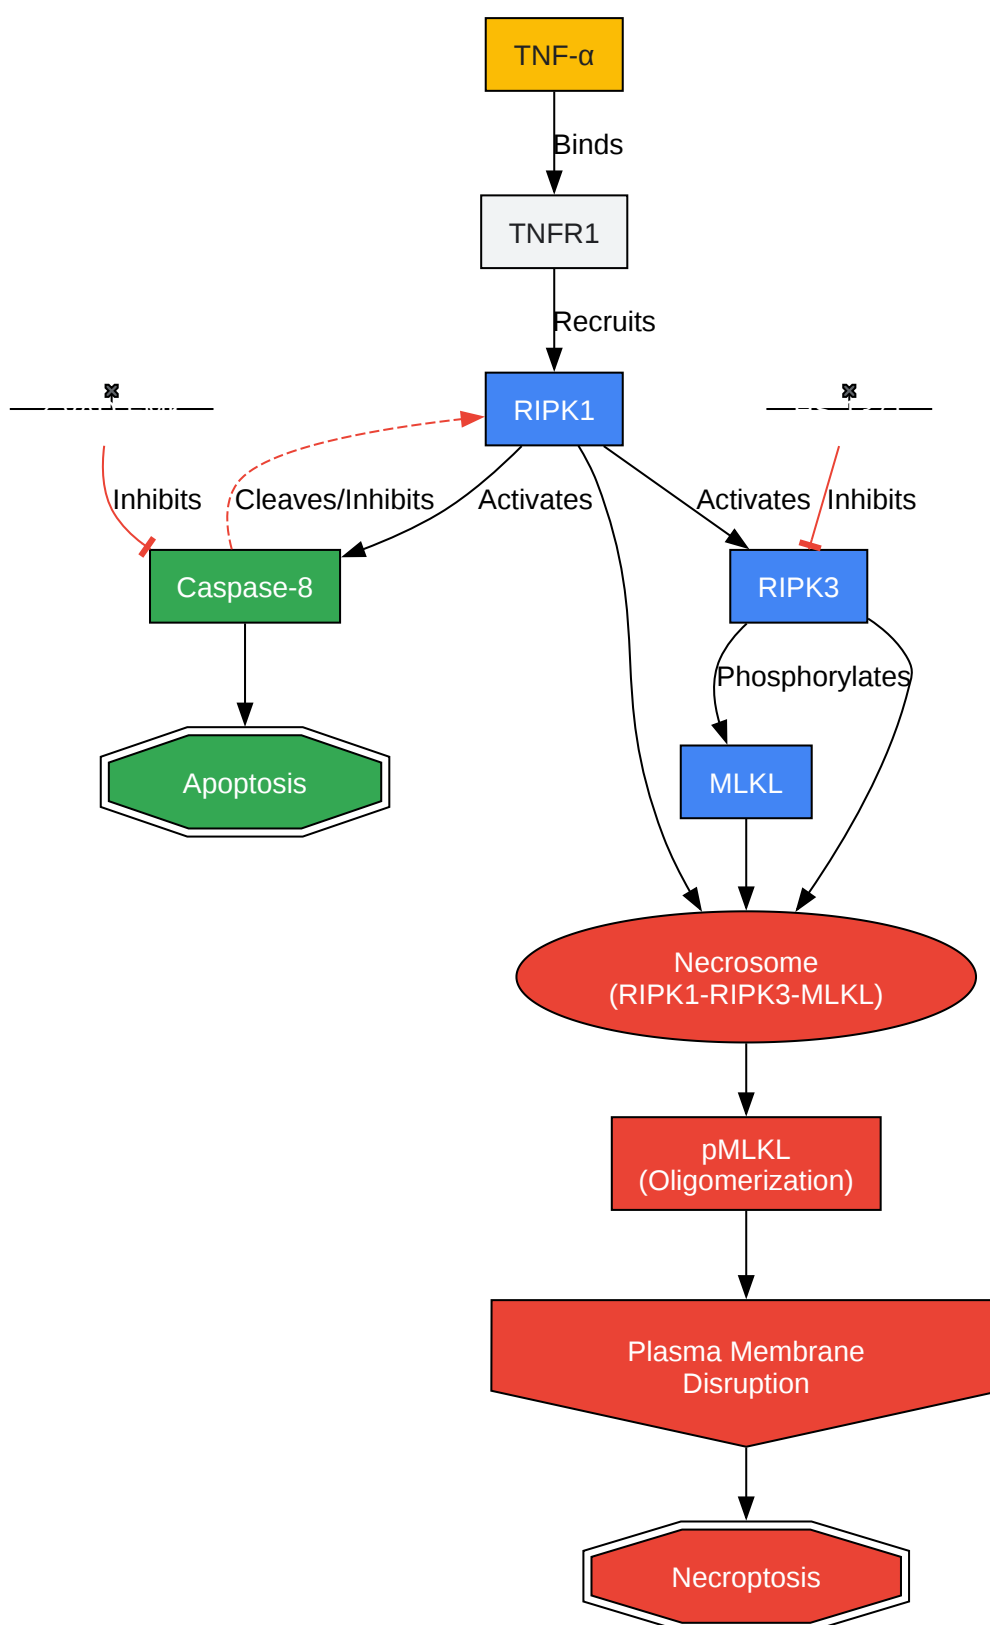 TNF-α
Binds
TNFR1
Recruits
RIPK1
Inhibits
Cleaves/Inhibits
Activates
Activates
Inhibits
Caspase-8
RIPK3
Phosphorylates
Apoptosis
MLKL
Necrosome
(RIPK1-RIPK3-MLKL)
pMLKL
(Oligomerization)
Plasma Membrane
Disruption
Necroptosis